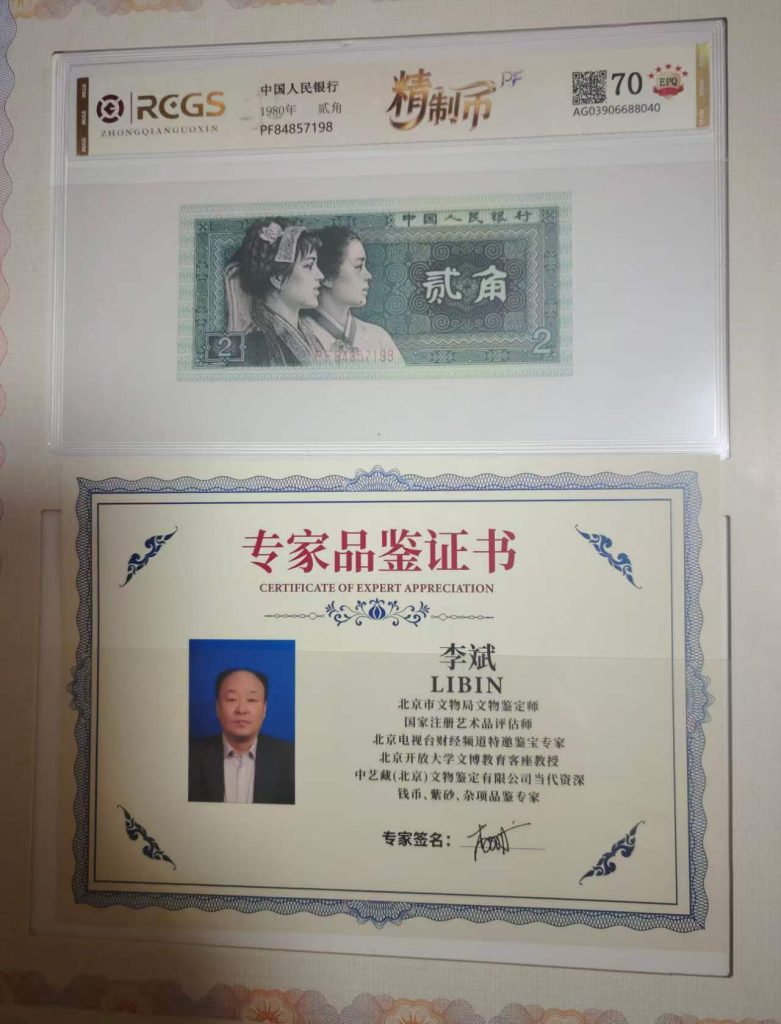 RCGS
ZHONGQIANGUOXIN
中国人民银行
1980年 贰角
PF84857198
精制币 PF
70
EPQ
AG03906688040
中国人民银行
贰角
2
PF84857198
2
专家品鉴证书
CERTIFICATE OF EXPERT APPRECIATION
李斌
LIBIN
北京市文物局文物鉴定师
国家注册艺术品评估师
北京电视台财经频道特邀鉴宝专家
北京开放大学文博教育客座教授
中艺藏(北京)文物鉴定有限公司当代资深
钱币、紫砂、杂项品鉴专家
专家签名: